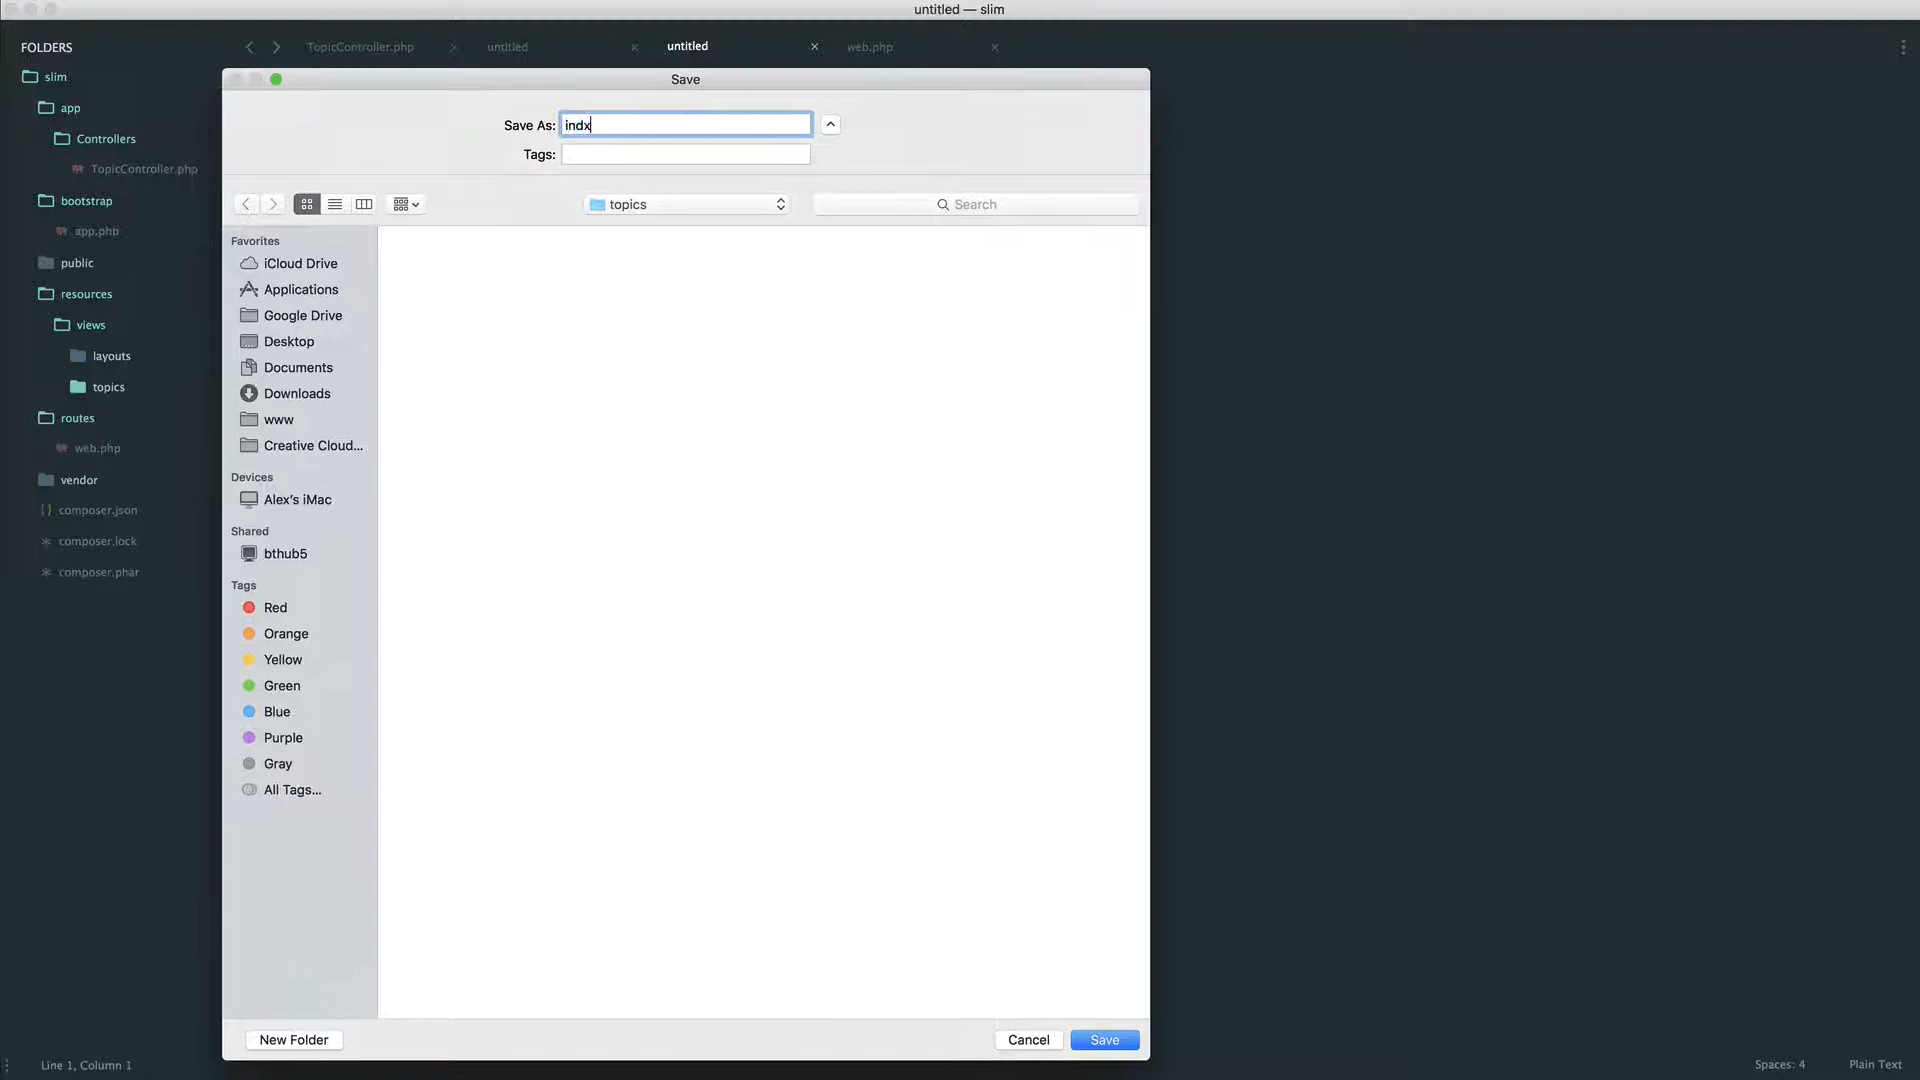 untitled — slim
FOLDERS
TopicController.php
untitled
untitled
web.php
slim
app
Controllers
TopicController.php
bootstrap
app.php
public
resources
views
layouts
topics
routes
web.php
vendor
composer.json
composer.lock
composer.phar
Save
Save As: indx
Tags:
topics
Search
Favorites
iCloud Drive
Applications
Google Drive
Desktop
Documents
Downloads
www
Creative Cloud...
Devices
Alex's iMac
Shared
bthub5
Tags
Red
Orange
Yellow
Green
Blue
Purple
Gray
All Tags...
New Folder
Cancel
Save
Line 1, Column 1
Spaces: 4
Plain Text